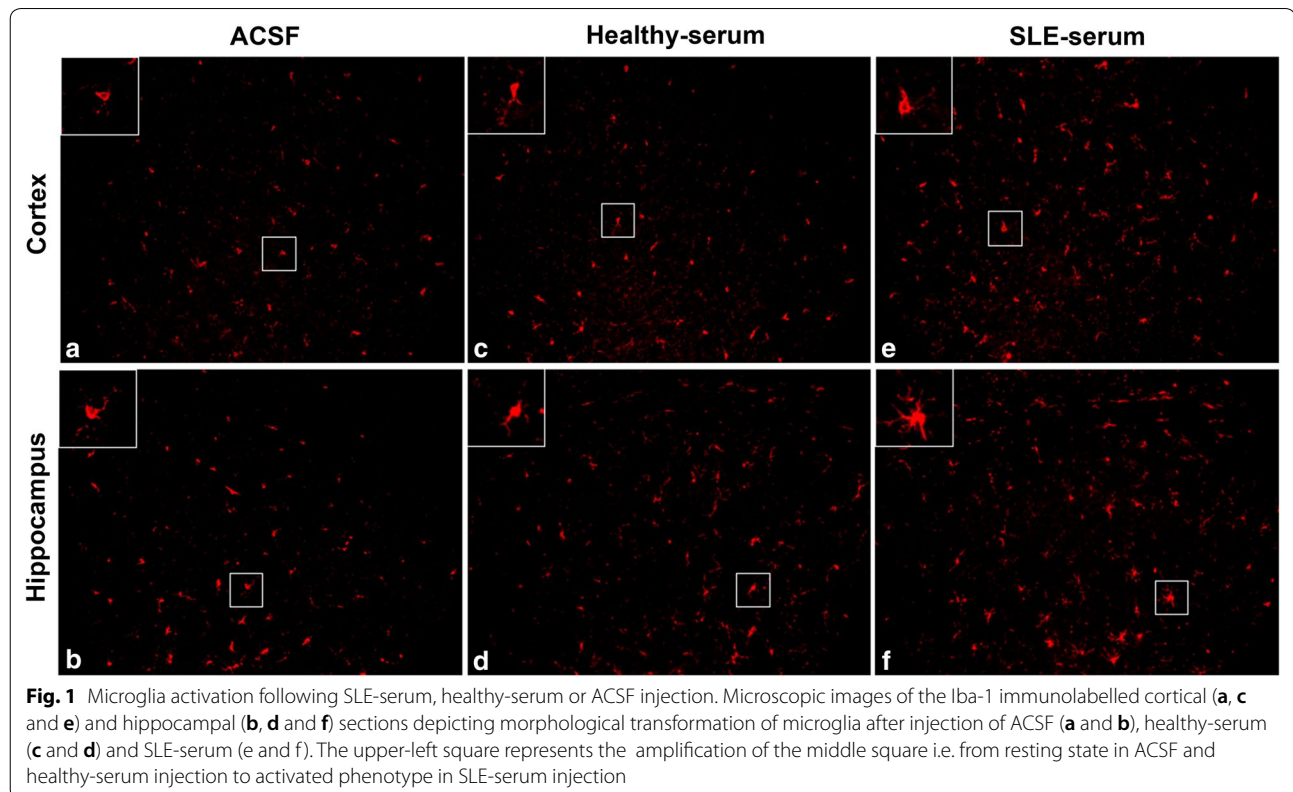 ACSF Healthy-serum SLE-serum
Cortex
a c e
Hippocampus
b d f
Fig. 1 Microglia activation following SLE-serum, healthy-serum or ACSF injection. Microscopic images of the Iba-1 immunolabelled cortical (a, c
and e) and hippocampal (b, d and f) sections depicting morphological transformation of microglia after injection of ACSF (a and b), healthy-serum
(c and d) and SLE-serum (e and f). The upper-left square represents the amplification of the middle square i.e. from resting state in ACSF and
healthy-serum injection to activated phenotype in SLE-serum injection